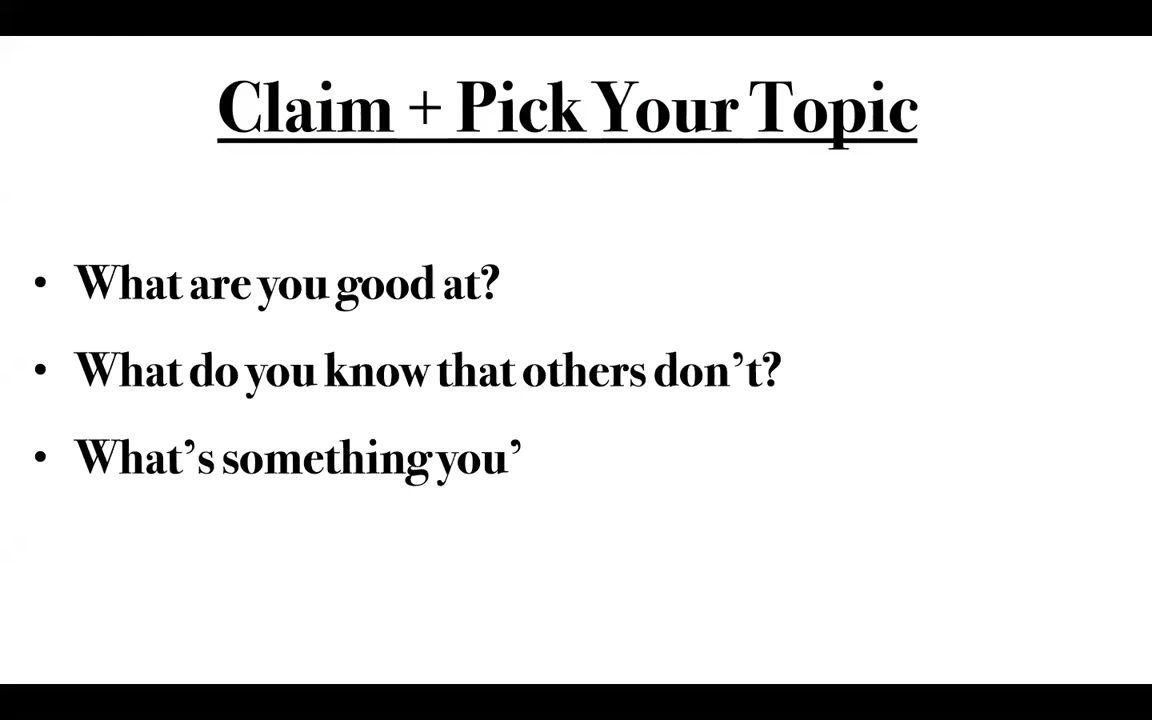 Claim + Pick Your Topic
• What are you good at?
• What do you know that others don’t?
• What’s something you’